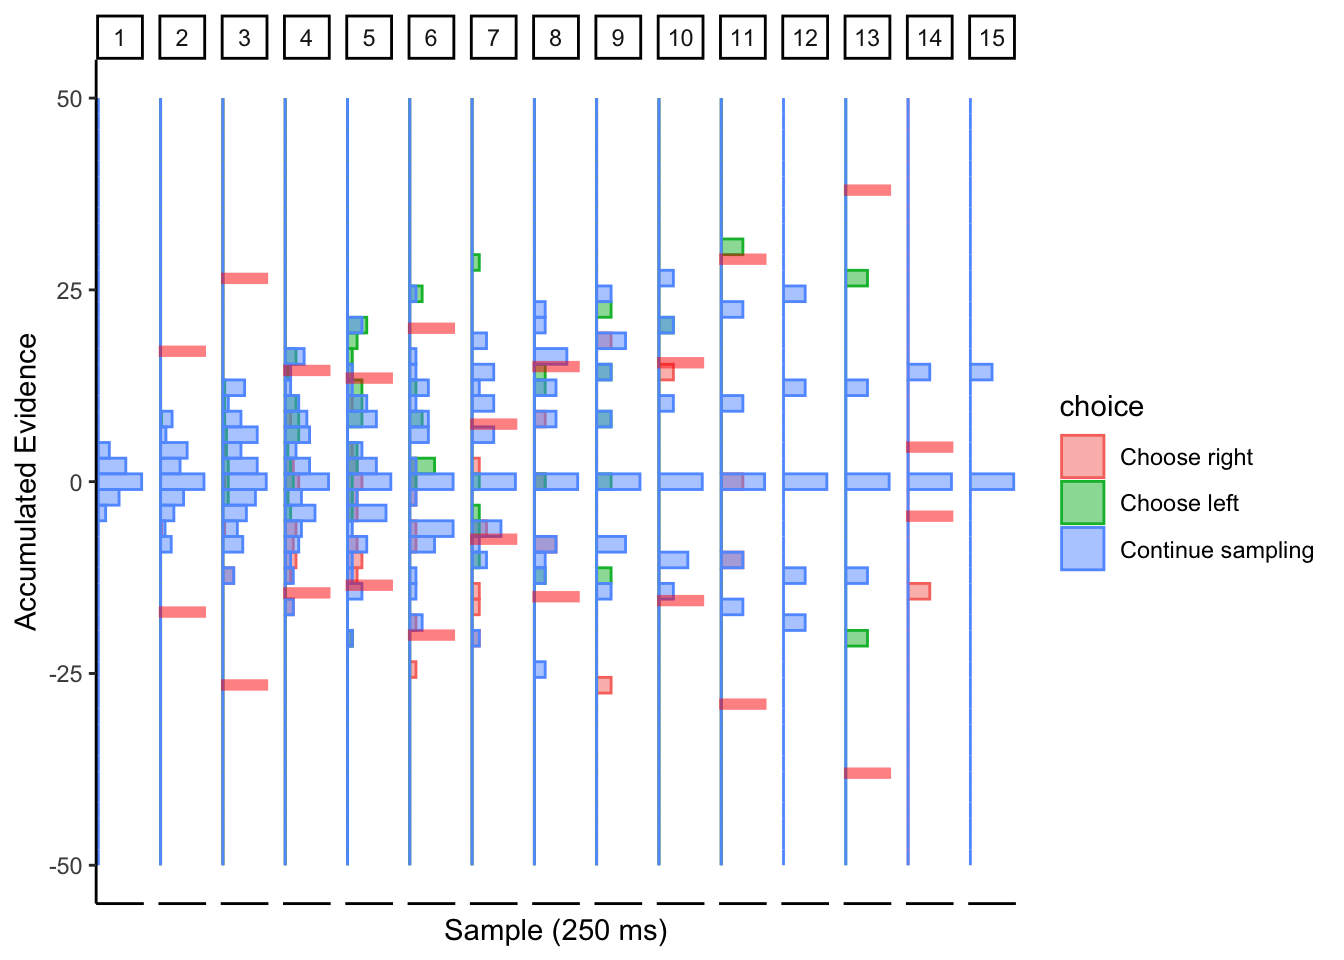 1 2 3 4 5 6 7 8 9 10 11 12 13 14 15
50
25
0
-25
-50
Accumulated Evidence
Sample (250 ms)
choice
Choose right
Choose left
Continue sampling